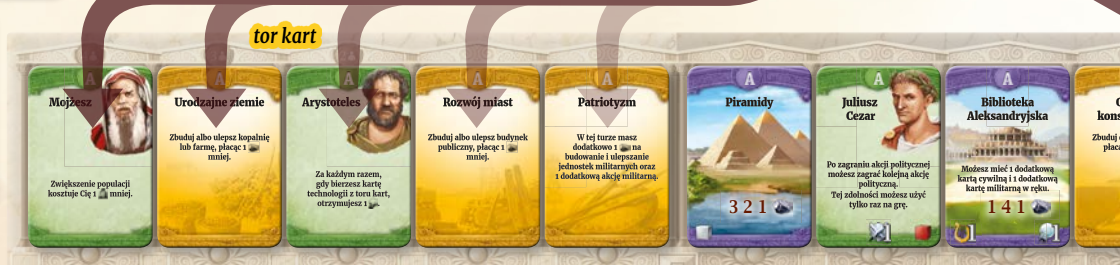 tor kart
A
Mojżesz
Zwiększenie populacji
kosztuje Cię 1 mniej.
A
Urodzajne ziemie
Zbuduj albo ulepsz kopalnię
lub farmę, płacąc 1
mniej.
A
Arystoteles
Za każdym razem,
gdy bierzesz kartę
technologii z toru kart,
otrzymujesz 1
A
Rozwój miast
Zbuduj albo ulepsz budynek
publiczny, płacąc 1
mniej.
A
Patriotyzm
W tej turze masz
dodatkowo 1 na
budowanie i ulepszanie
jednostek militarnych oraz
1 dodatkową akcję militarną.
A
Piramidy
3 2 1
A
Juliusz
Cezar
Po zagraniu akcji politycznej
możesz zagrać kolejną akcję
polityczną.
Tej zdolności możesz użyć
tylko raz na grę.
1
A
Biblioteka
Aleksandryjska
Możesz mieć 1 dodatkową
kartą cywilną i 1 dodatkową
kartę militarną w ręku.
1 4 1
1
1
kons
Zbuduj
płaca